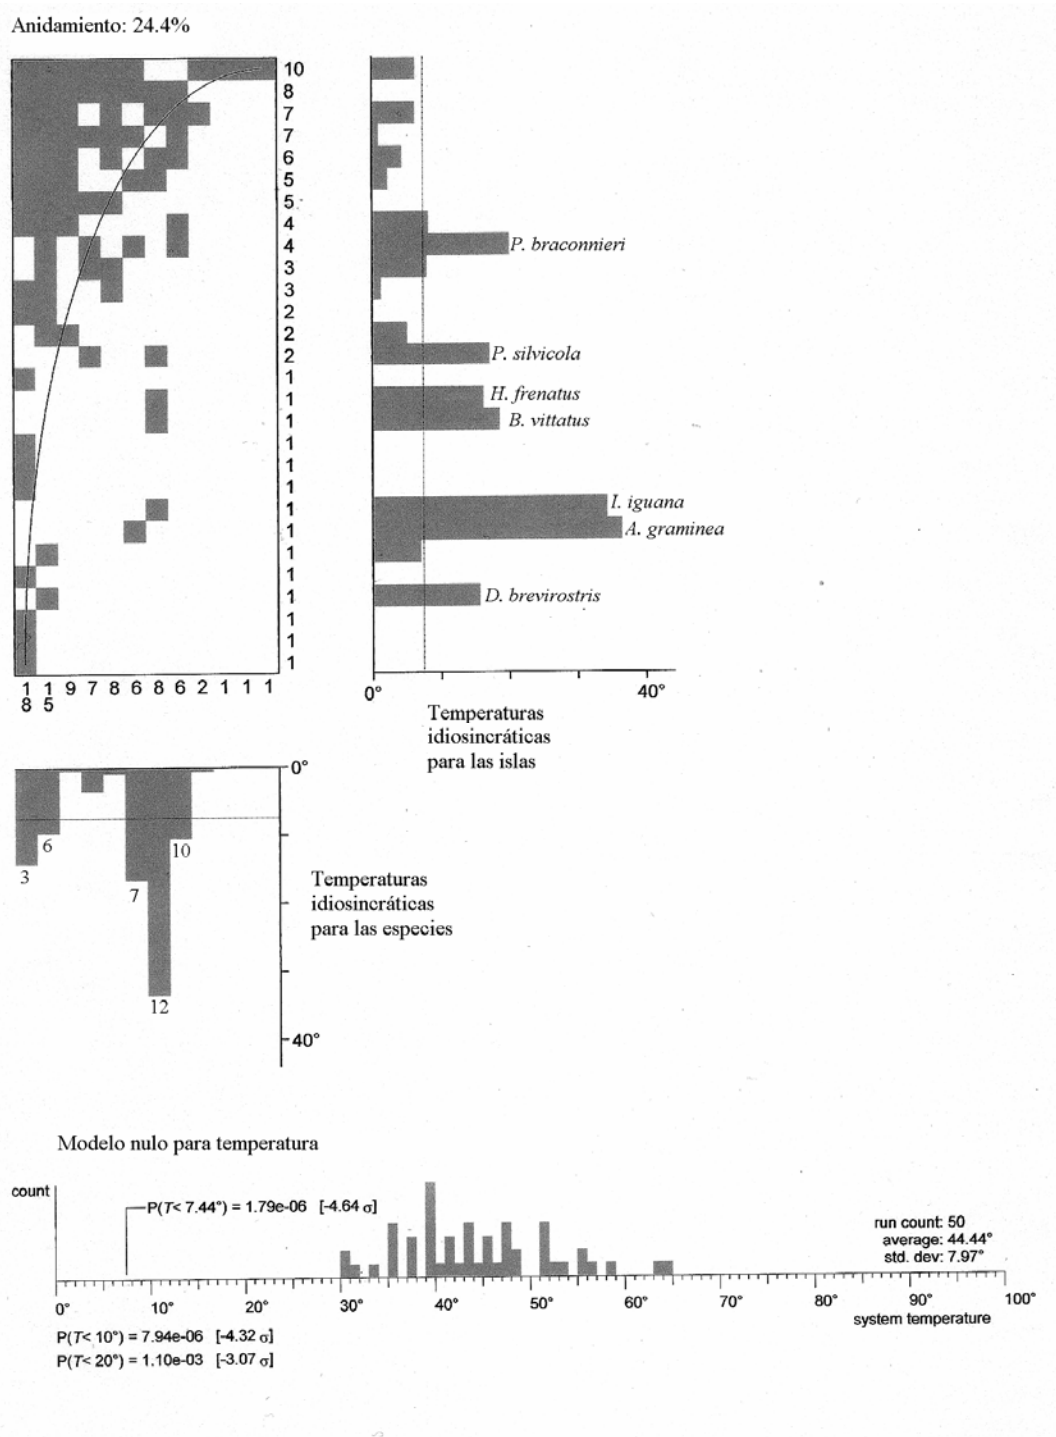 Anidamiento: 24.4%
10
8
7
7
6
5
5
4
4
3
3
2
2
2
1
1
1
1
1
1
1
1
1
1
1
1
1
1
1 1 9 7 8 6 8 6 2 1 1 1
8 5
P. braconnieri
P. silvicola
H. frenatus
B. vittatus
I. iguana
A. graminea
D. brevirostris
0° 40°
Temperaturas
idiosincráticas
para las islas
0°
6
10
3
7
12
40°
Temperaturas
idiosincráticas
para las especies
Modelo nulo para temperatura
count
P(T< 7.44°) = 1.79e-06 [-4.64 σ]
run count: 50
average: 44.44°
std. dev: 7.97°
0° 10° 20° 30° 40° 50° 60° 70° 80° 90° 100°
system temperature
P(T< 10°) = 7.94e-06 [-4.32 σ]
P(T< 20°) = 1.10e-03 [-3.07 σ]